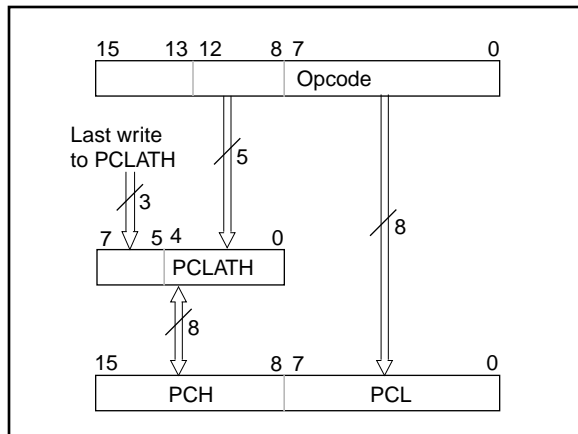 15 13 12 8 7 0
Opcode
Last write
to PCLATH
5
3
8
7 5 4 0
PCLATH
8
15 8 7 0
PCH PCL